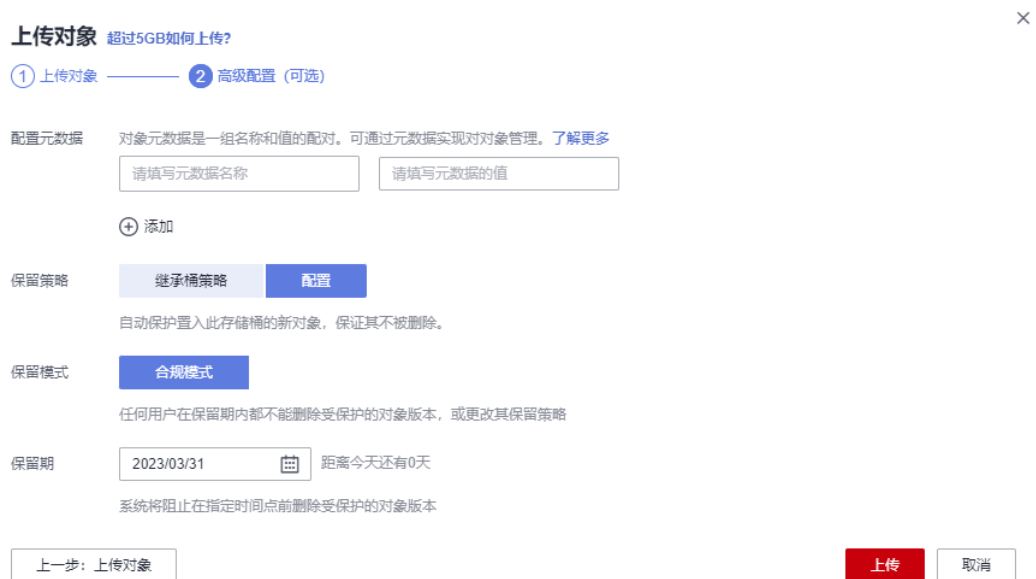 上传对象 超过5GB如何上传?
1 上传对象 2 高级配置（可选）
配置元数据 对象元数据是一组名称和值的配对。可通过元数据实现对对象管理。了解更多
请填写元数据名称 请填写元数据的值
添加
保留策略 继承桶策略 配置
自动保护置入此存储桶的新对象，保证其不被删除。
保留模式 合规模式
任何用户在保留期内都不能删除受保护的对象版本，或更改其保留策略
保留期 2023/03/31 距离今天还有0天
系统将阻止在指定时间点前删除受保护的对象版本
上一步：上传对象 上传 取消